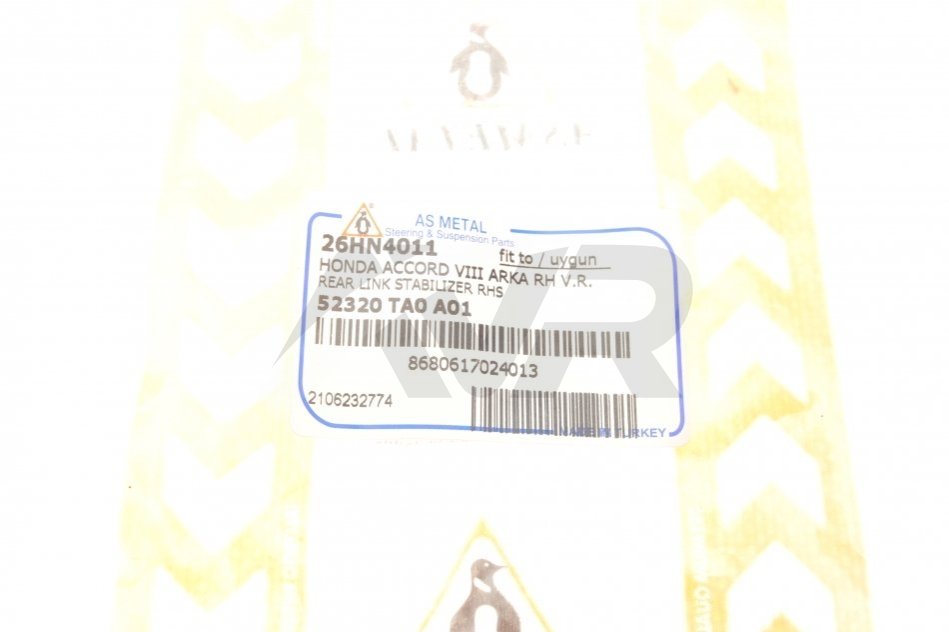 AS METAL
Steering & Suspension Parts
26HN4011
fit to / uygun
HONDA ACCORD VIII ARKA RH V.R.
REAR LINK STABILIZER RHS
52320 TA0 A01
8680617024013
2106232774
MADE IN TURKEY